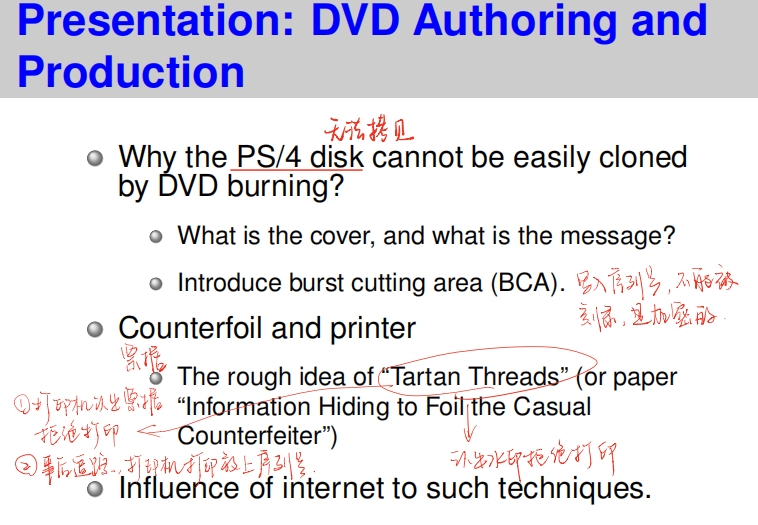 Presentation: DVD Authoring and
Production
无法拷贝
Why the PS/4 disk cannot be easily cloned
by DVD burning?
What is the cover, and what is the message?
Introduce burst cutting area (BCA).
写入序列号，不能被
刻录，是加密的.
Counterfoil and printer
票据
The rough idea of “Tartan Threads” (or paper
“Information Hiding to Foil the Casual
Counterfeiter”)
①打印机认出票据
拒绝打印
认出水印拒绝打印
②事后追踪，打印机打印上序列号.
Influence of internet to such techniques.